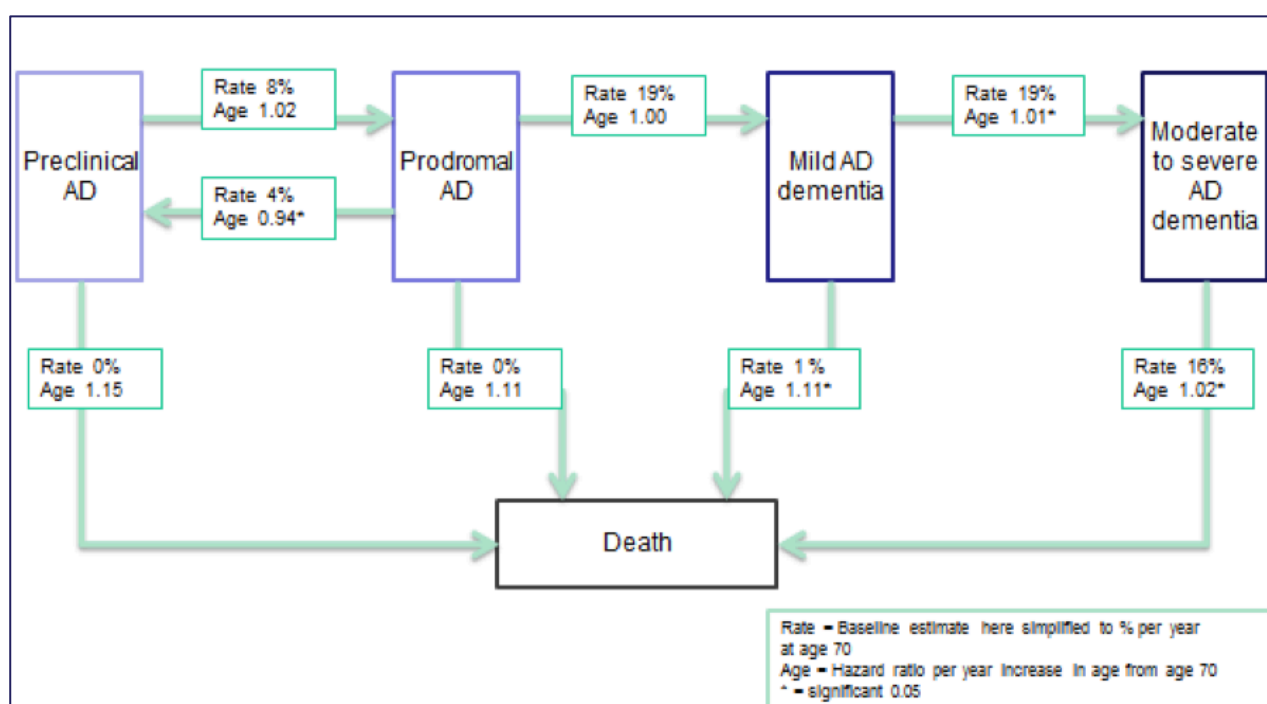 Rate 8%
Age 1.02
Rate 19%
Age 1.00
Rate 19%
Age 1.01*
Preclinical
AD
Prodromal
AD
Mild AD
dementia
Moderate
to severe
AD
dementia
Rate 4%
Age 0.94*
Rate 0%
Age 1.15
Rate 0%
Age 1.11
Rate 1%
Age 1.11*
Rate 16%
Age 1.02*
Death
Rate = Baseline estimate here simplified to % per year
at age 70
Age = Hazard ratio per year increase in age from age 70
* = significant 0.05